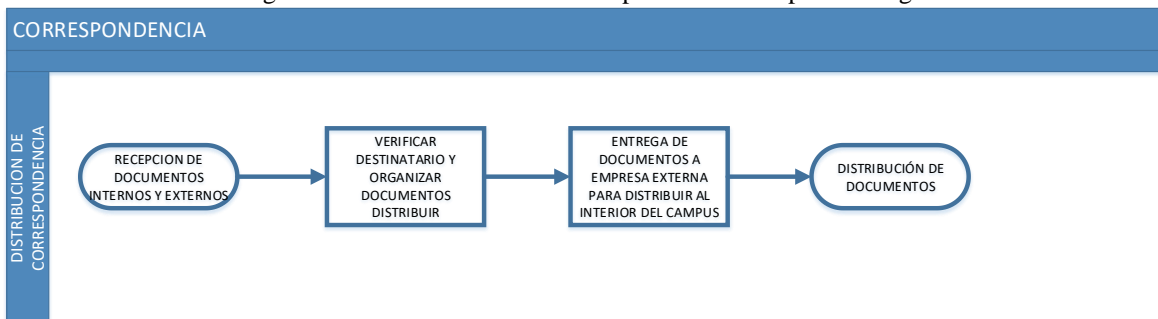 CORRESPONDENCIA
DISTRIBUCION DE
CORRESPONDENCIA
RECEPCION DE
DOCUMENTOS
INTERNOS Y EXTERNOS
VERIFICAR
DESTINATARIO Y
ORGANIZAR
DOCUMENTOS
DISTRIBUIR
ENTREGA DE
DOCUMENTOS A
EMPRESA EXTERNA
PARA DISTRIBUIR AL
INTERIOR DEL CAMPUS
DISTRIBUCIÓN DE
DOCUMENTOS